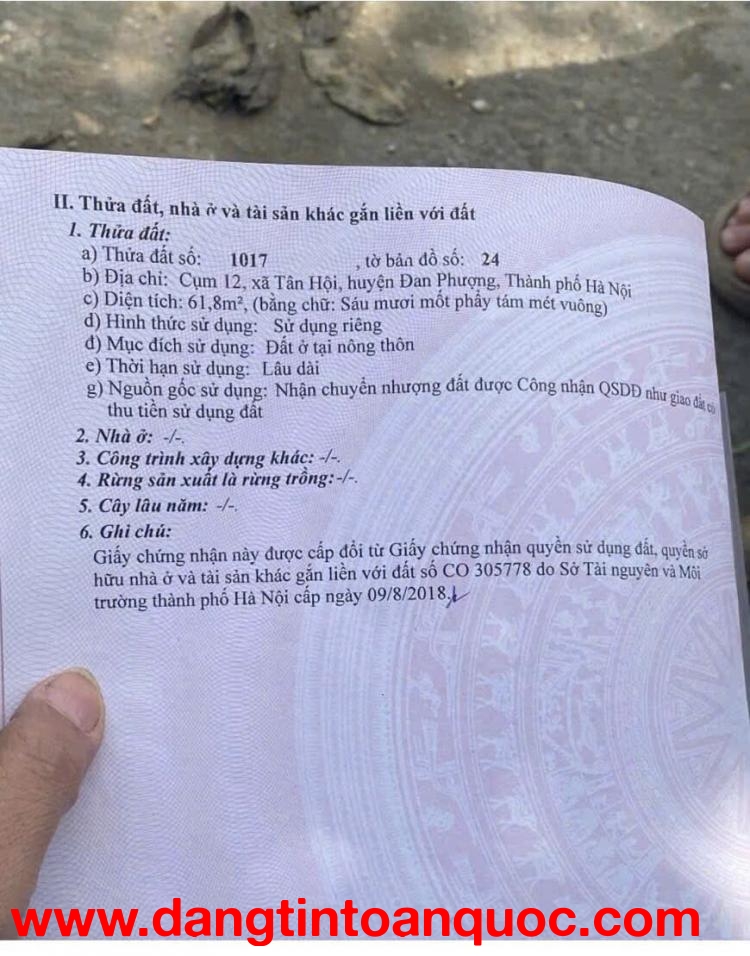 II. Thửa đất, nhà ở và tài sản khác gắn liền với đất
1. Thửa đất:
a) Thửa đất số: 1017 , tờ bản đồ số: 24
b) Địa chỉ: Cụm 12, xã Tân Hội, huyện Đan Phượng, Thành phố Hà Nội
c) Diện tích: 61,8m², (bằng chữ: Sáu mươi mốt phẩy tám mét vuông)
d) Hình thức sử dụng: Sử dụng riêng
đ) Mục đích sử dụng: Đất ở tại nông thôn
e) Thời hạn sử dụng: Lâu dài
g) Nguồn gốc sử dụng: Nhận chuyển nhượng đất được Công nhận QSDĐ như giao đất có
thu tiền sử dụng đất
2. Nhà ở: -/-.
3. Công trình xây dựng khác: -/-.
4. Rừng sản xuất là rừng trồng:-/-.
5. Cây lâu năm: -/-.
6. Ghi chú:
Giấy chứng nhận này được cấp đổi từ Giấy chứng nhận quyền sử dụng đất, quyền sở
hữu nhà ở và tài sản khác gắn liền với đất số CO 305778 do Sở Tài nguyên và Môi
trường thành phố Hà Nội cấp ngày 09/8/2018.
www.dangtintoanquoc.com